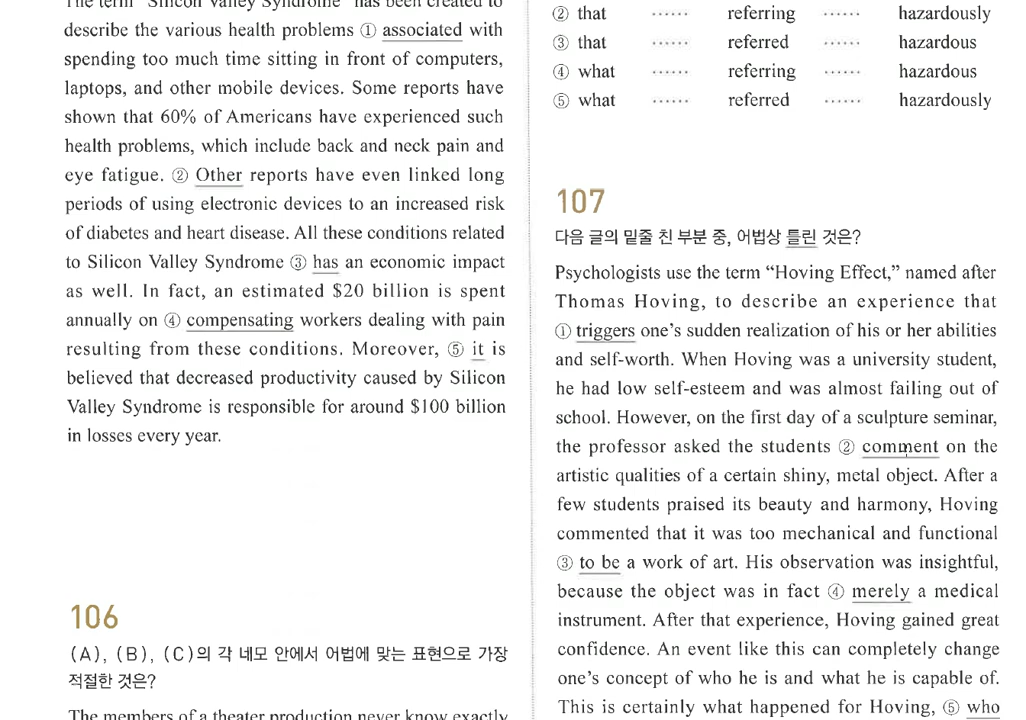 The term "Silicon Valley Syndrome" has been created to
describe the various health problems ① associated with
spending too much time sitting in front of computers,
laptops, and other mobile devices. Some reports have
shown that 60% of Americans have experienced such
health problems, which include back and neck pain and
eye fatigue. ② Other reports have even linked long
periods of using electronic devices to an increased risk
of diabetes and heart disease. All these conditions related
to Silicon Valley Syndrome ③ has an economic impact
as well. In fact, an estimated $20 billion is spent
annually on ④ compensating workers dealing with pain
resulting from these conditions. Moreover, ⑤ it is
believed that decreased productivity caused by Silicon
Valley Syndrome is responsible for around $100 billion
in losses every year.
106
(A), (B), (C)의 각 네모 안에서 어법에 맞는 표현으로 가장
적절한 것은?
The members of a theater production never know exactly
② that ...... referring ...... hazardously
③ that ...... referred ...... hazardous
④ what ...... referring ...... hazardous
⑤ what ...... referred ...... hazardously
107
다음 글의 밑줄 친 부분 중, 어법상 틀린 것은?
Psychologists use the term “Hoving Effect,” named after
Thomas Hoving, to describe an experience that
① triggers one’s sudden realization of his or her abilities
and self-worth. When Hoving was a university student,
he had low self-esteem and was almost failing out of
school. However, on the first day of a sculpture seminar,
the professor asked the students ② comment on the
artistic qualities of a certain shiny, metal object. After a
few students praised its beauty and harmony, Hoving
commented that it was too mechanical and functional
③ to be a work of art. His observation was insightful,
because the object was in fact ④ merely a medical
instrument. After that experience, Hoving gained great
confidence. An event like this can completely change
one’s concept of who he is and what he is capable of.
This is certainly what happened for Hoving, ⑤ who